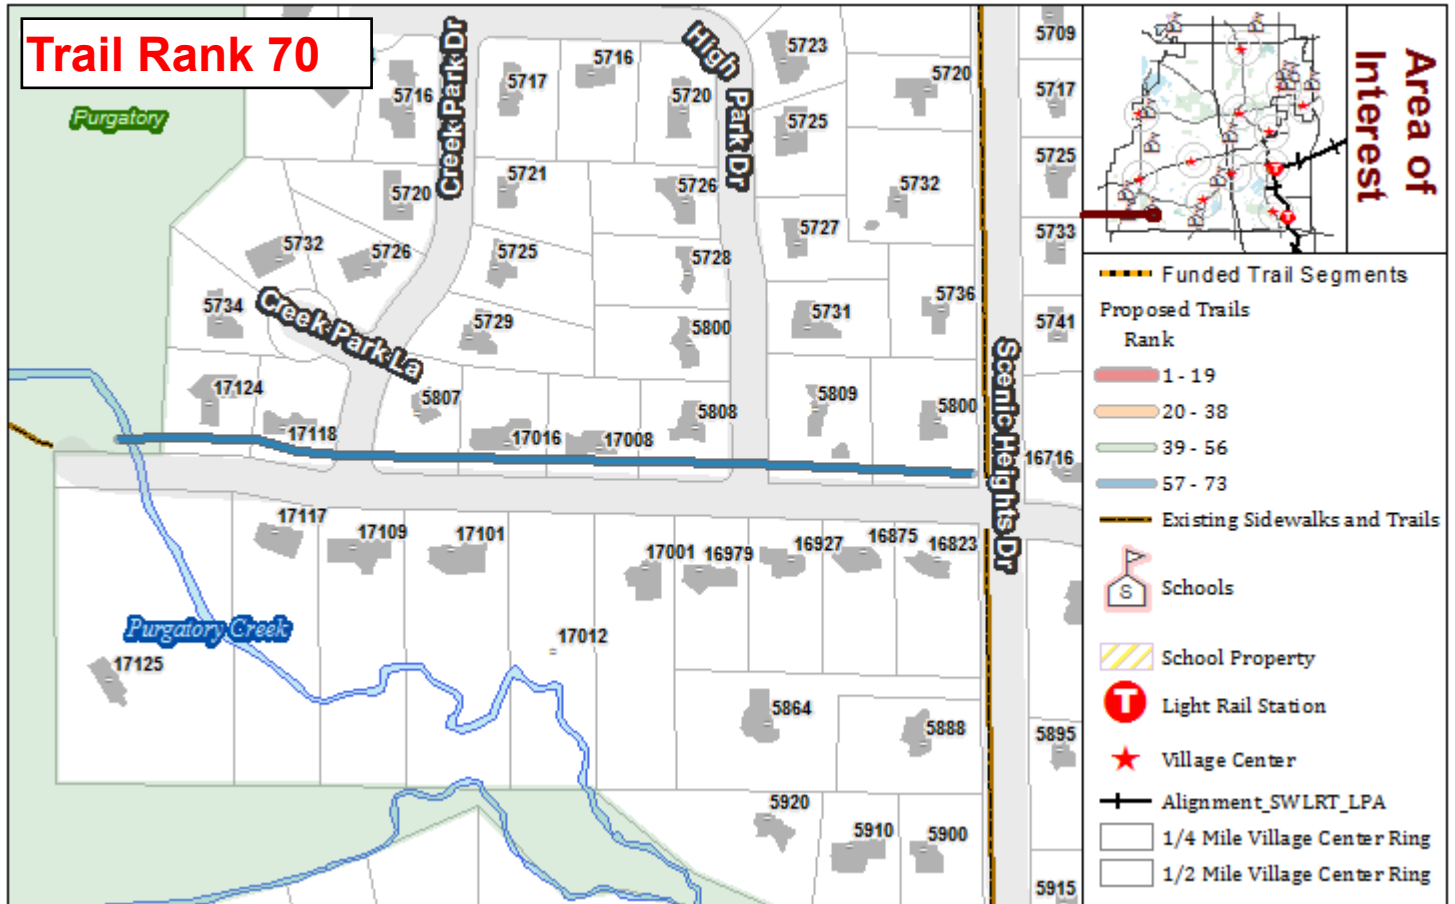 Trail Rank 70
Purgatory
Creek Park Dr
High Park Dr
5716
5717
5716
5720
5723
5720
5709
5717
5725
5720
5721
5726
5732
5725
5727
5733
5732
5726
5725
5728
5734
5729
5800
5731
5736
5741
Creek Park La
Scenic Heights Dr
17124
5807
5808
5809
5800
17118
17016
17008
16716
17117
17109
17101
17001
16979
16927
16875
16823
Purgatory Creek
17012
17125
5864
5888
5895
5920
5910
5900
5915
Area of
Interest
Funded Trail Segments
Proposed Trails
Rank
1 - 19
20 - 38
39 - 56
57 - 73
Existing Sidewalks and Trails
S
Schools
School Property
T
Light Rail Station
Village Center
Alignment_SWLRT_LPA
1/4 Mile Village Center Ring
1/2 Mile Village Center Ring